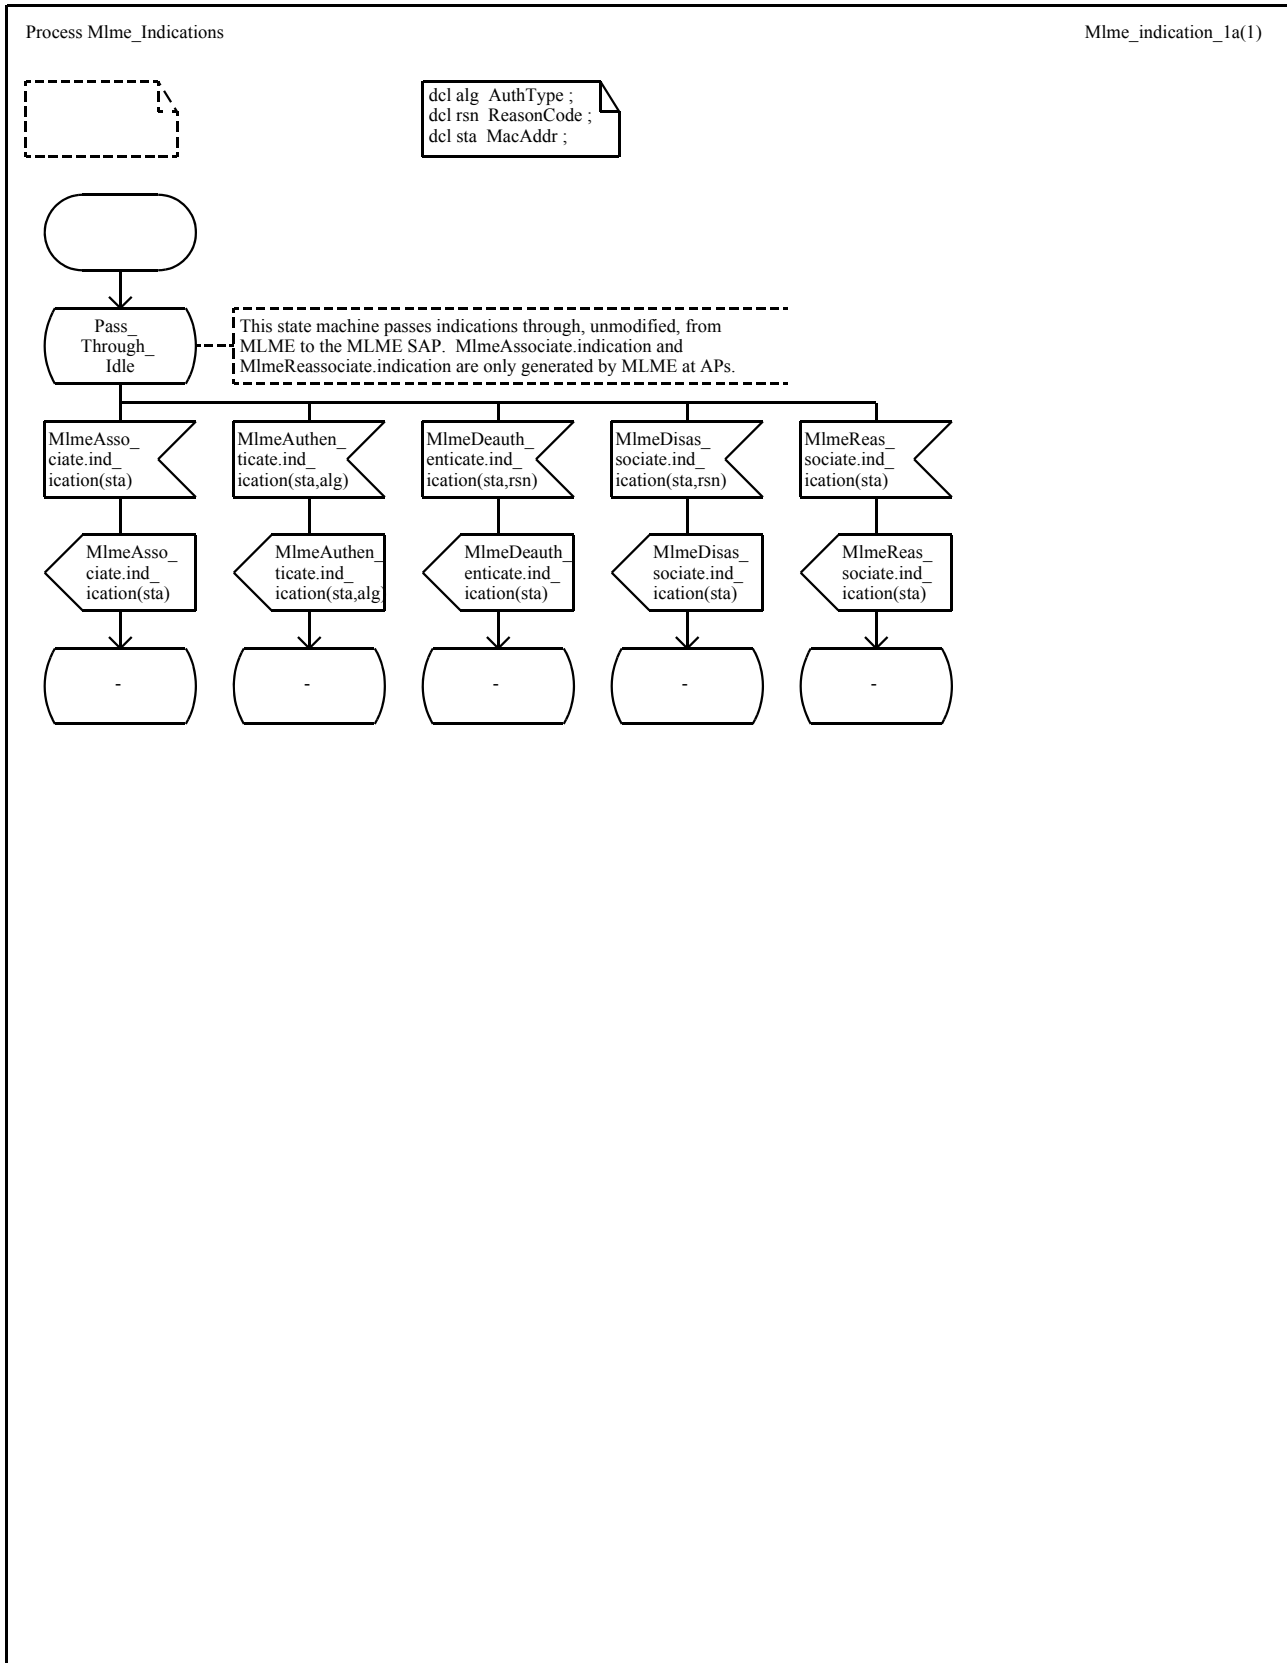 Process Mlme_Indications
Mlme_indication_1a(1)
dcl alg AuthType ;
dcl rsn ReasonCode ;
dcl sta MacAddr ;
Pass_
Through_
Idle
This state machine passes indications through, unmodified, from
MLME to the MLME SAP. MlmeAssociate.indication and
MlmeReassociate.indication are only generated by MLME at APs.
MlmeAsso_
ciate.ind_
ication(sta)
MlmeAuthen_
ticate.ind_
ication(sta,alg)
MlmeDeauth_
enticate.ind_
ication(sta,rsn)
MlmeDisas_
sociate.ind_
ication(sta,rsn)
MlmeReas_
sociate.ind_
ication(sta)
MlmeAsso_
ciate.ind_
ication(sta)
MlmeAuthen_
ticate.ind_
ication(sta,alg)
MlmeDeauth_
enticate.ind_
ication(sta)
MlmeDisas_
sociate.ind_
ication(sta)
MlmeReas_
sociate.ind_
ication(sta)
-
-
-
-
-